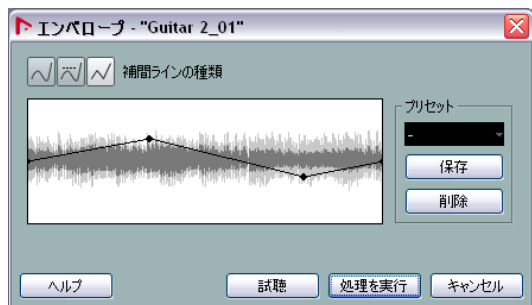 エンベロープ - "Guitar 2_01"
補間ラインの種類
プリセット
-
保存
削除
ヘルプ
試聴
処理を実行
キャンセル